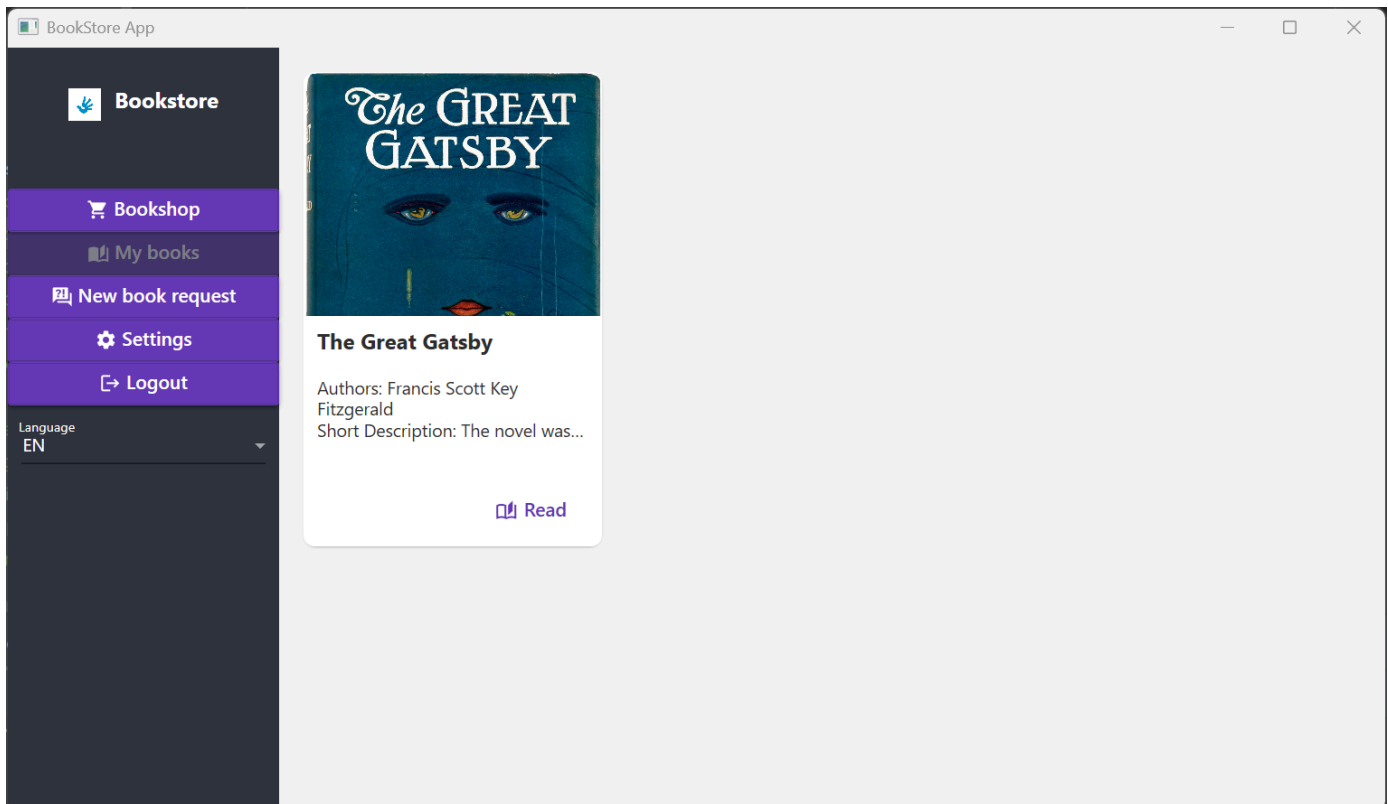 BookStore App
Bookstore
Bookshop
My books
New book request
Settings
Logout
Language
EN
The GREAT
GATSBY
The Great Gatsby
Authors: Francis Scott Key
Fitzgerald
Short Description: The novel was...
Read